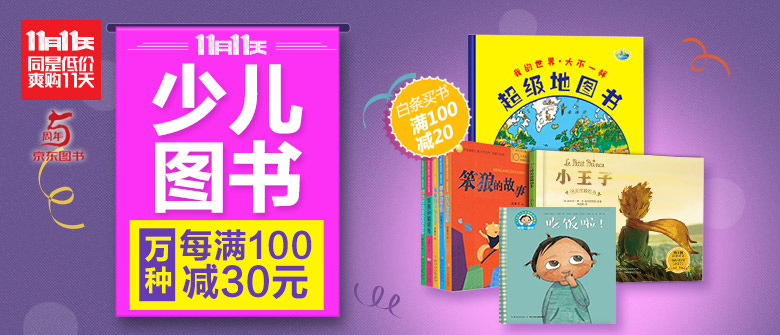 11月11天
同是低价
爽购11天
5周年
京东图书
11月11天
少儿
图书
万种
每满100
减30元
白条买书
满100
减20
我的世界·大不一样
超级地图书
笨狼的故事
Le Petit Prince
小王子
吃饭啦!